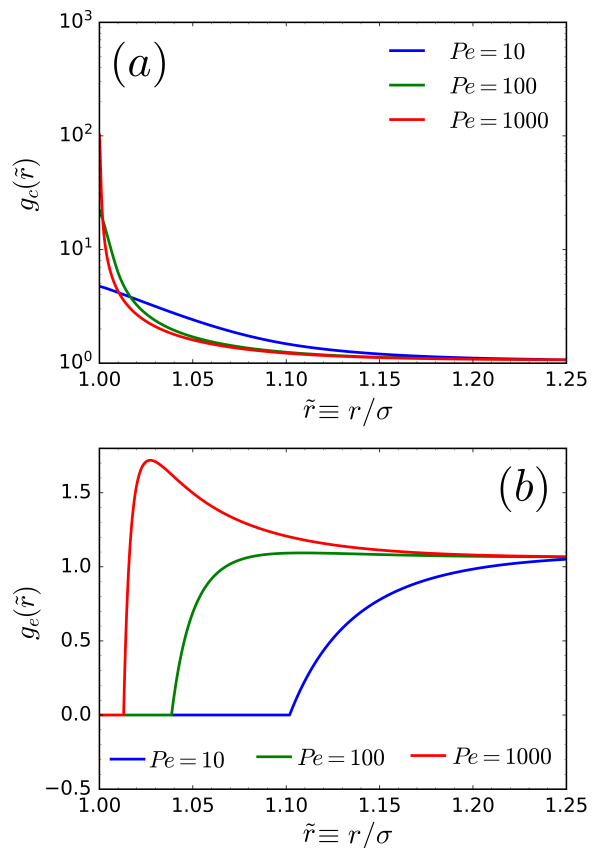 10³
(a)
Pe = 10
Pe = 100
Pe = 1000
10²
g_c(r̃)
10¹
10⁰
1.00 1.05 1.10 1.15 1.20 1.25
r̃ ≡ r/σ
(b)
1.5
1.0
g_e(r̃)
0.5
0.0
Pe = 10 Pe = 100 Pe = 1000
−0.5
1.00 1.05 1.10 1.15 1.20 1.25
r̃ ≡ r/σ